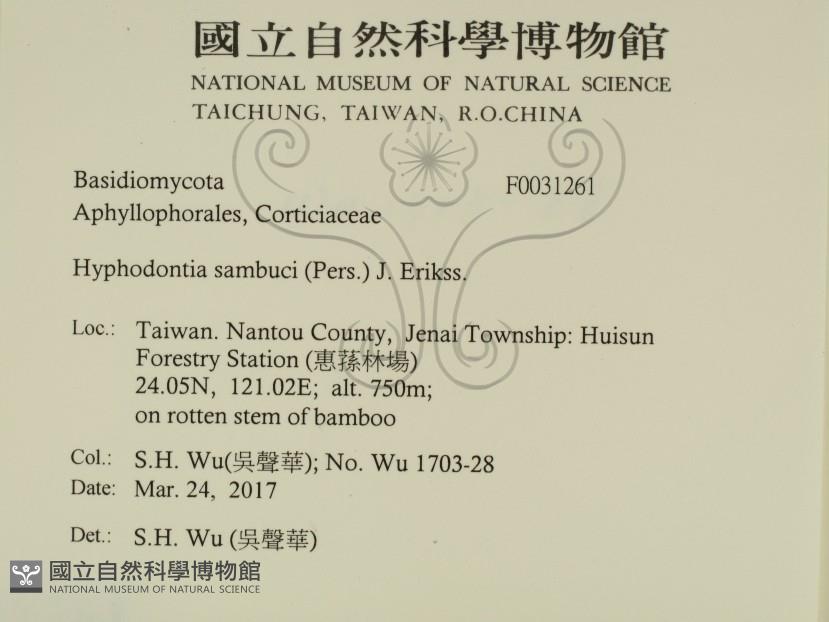 國立自然科學博物館
NATIONAL MUSEUM OF NATURAL SCIENCE
TAICHUNG, TAIWAN, R.O.CHINA
Basidiomycota F0031261
Aphyllophorales, Corticiaceae
Hyphodontia sambuci (Pers.) J. Erikss.
Loc.: Taiwan. Nantou County, Jenai Township: Huisun
Forestry Station (惠蓀林場)
24.05N, 121.02E; alt. 750m;
on rotten stem of bamboo
Col.: S.H. Wu(吳聲華); No. Wu 1703-28
Date: Mar. 24, 2017
Det.: S.H. Wu (吳聲華)
國立自然科學博物館
NATIONAL MUSEUM OF NATURAL SCIENCE